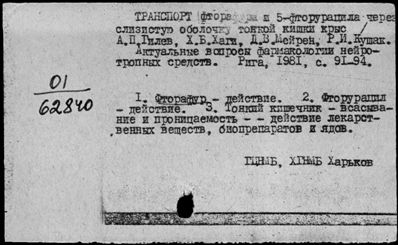 ТРАНСПОРТ фторафура и 5-фторурацила через
слизистую оболочку тонкой кишки крыс
А.П.Гилев, Х.Б.Хаги, Д.З.Мейрен, Р.И.Кушак.
Актуальные вопросы фармакологии нейро-
тропных средств. Рига, 1981, с. 91-94.
01
62840
1. Фторафур - действие. 2. Фторурацил
- действие. 3. Тонкий кишечник - всасыва-
ние и проницаемость -- действие лекарст-
венных веществ, биопрепаратов и ядов.
ГЦНМБ, ХГНМБ Харьков